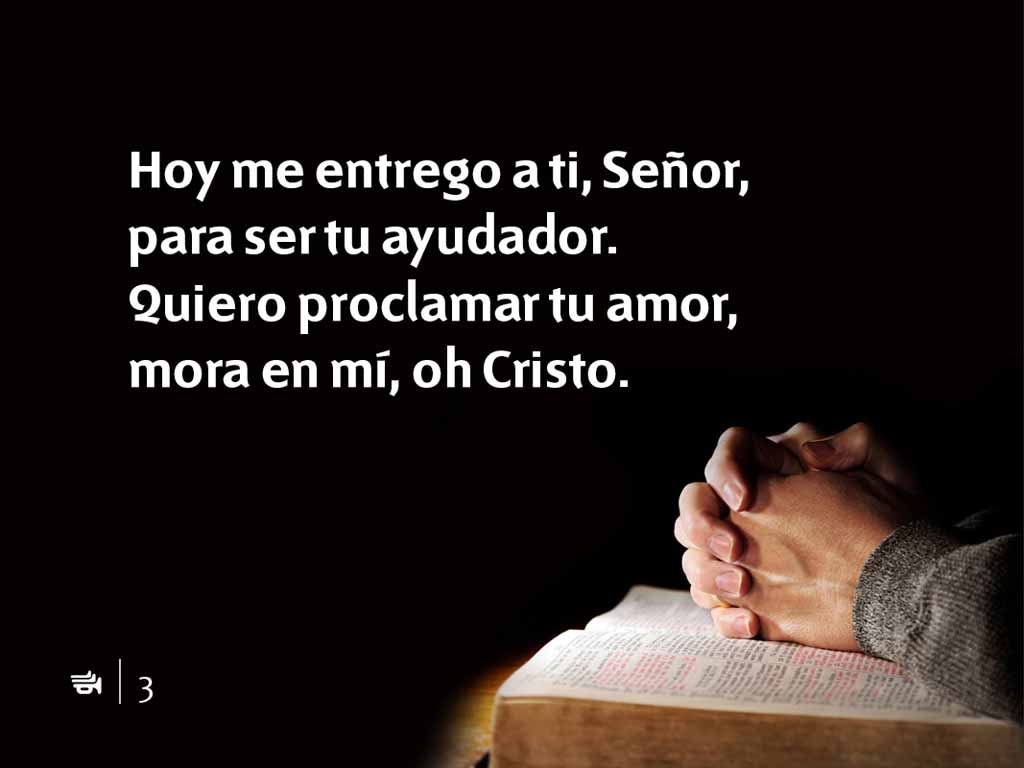 Hoy me entrego a ti, Señor,
para ser tu ayudador.
Quiero proclamar tu amor,
mora en mí, oh Cristo.
3